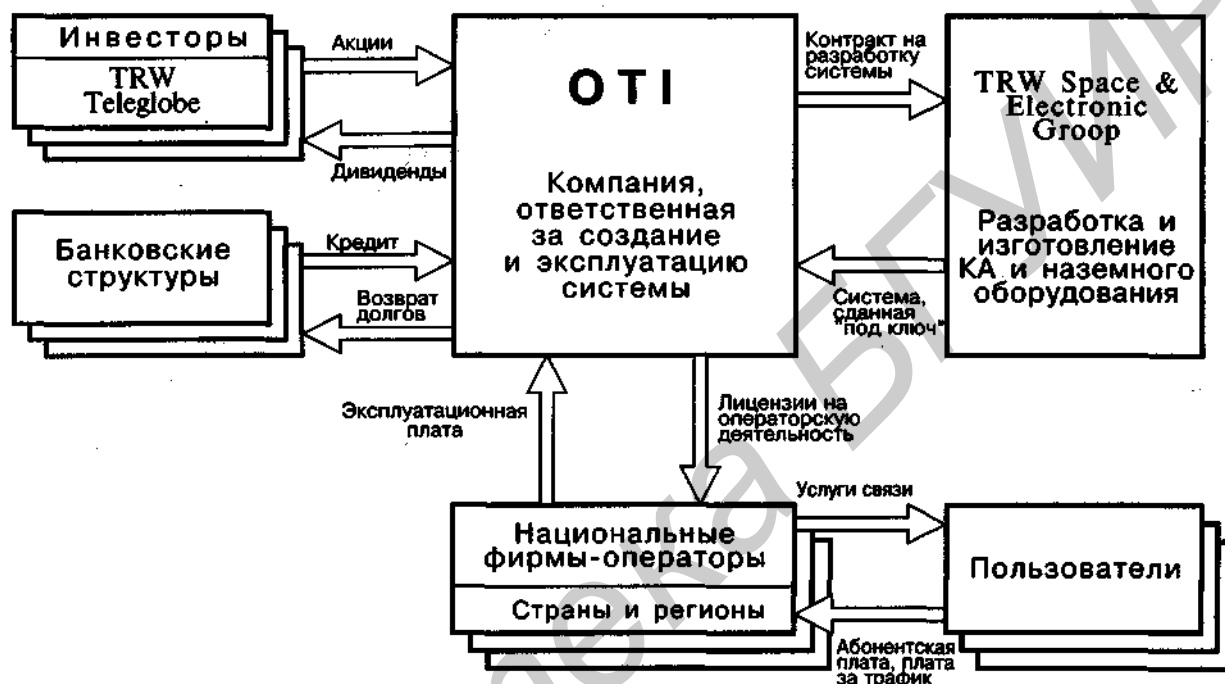 Инвесторы
TRW
Teleglobe
Акции
Дивиденды
Банковские
структуры
Кредит
Возврат
долгов
OTI
Компания,
ответственная
за создание
и эксплуатацию
системы
Контракт на
разработку
системы
TRW Space &
Electronic
Groop
Разработка и
изготовление
КА и наземного
оборудования
Система,
сданная
"под ключ"
Эксплуатационная
плата
Лицензии на
операторскую
деятельность
Национальные
фирмы-операторы
Страны и регионы
Услуги связи
Абонентская
плата, плата
за трафик
Пользователи